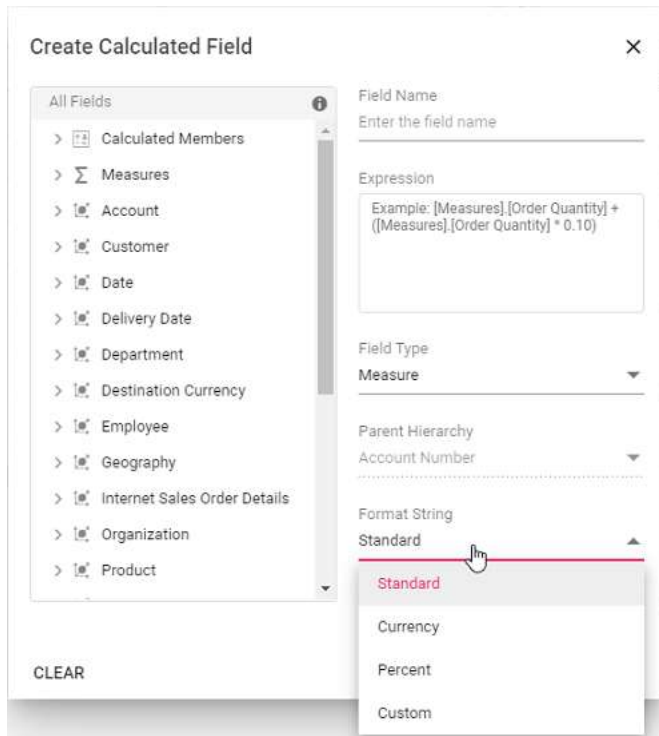 Create Calculated Field
All Fields
Calculated Members
Measures
Account
Customer
Date
Delivery Date
Department
Destination Currency
Employee
Geography
Internet Sales Order Details
Organization
Product
Field Name
Enter the field name
Expression
Example: [Measures].[Order Quantity] +
([Measures].[Order Quantity] * 0.10)
Field Type
Measure
Parent Hierarchy
Account Number
Format String
Standard
Standard
Currency
Percent
Custom
CLEAR